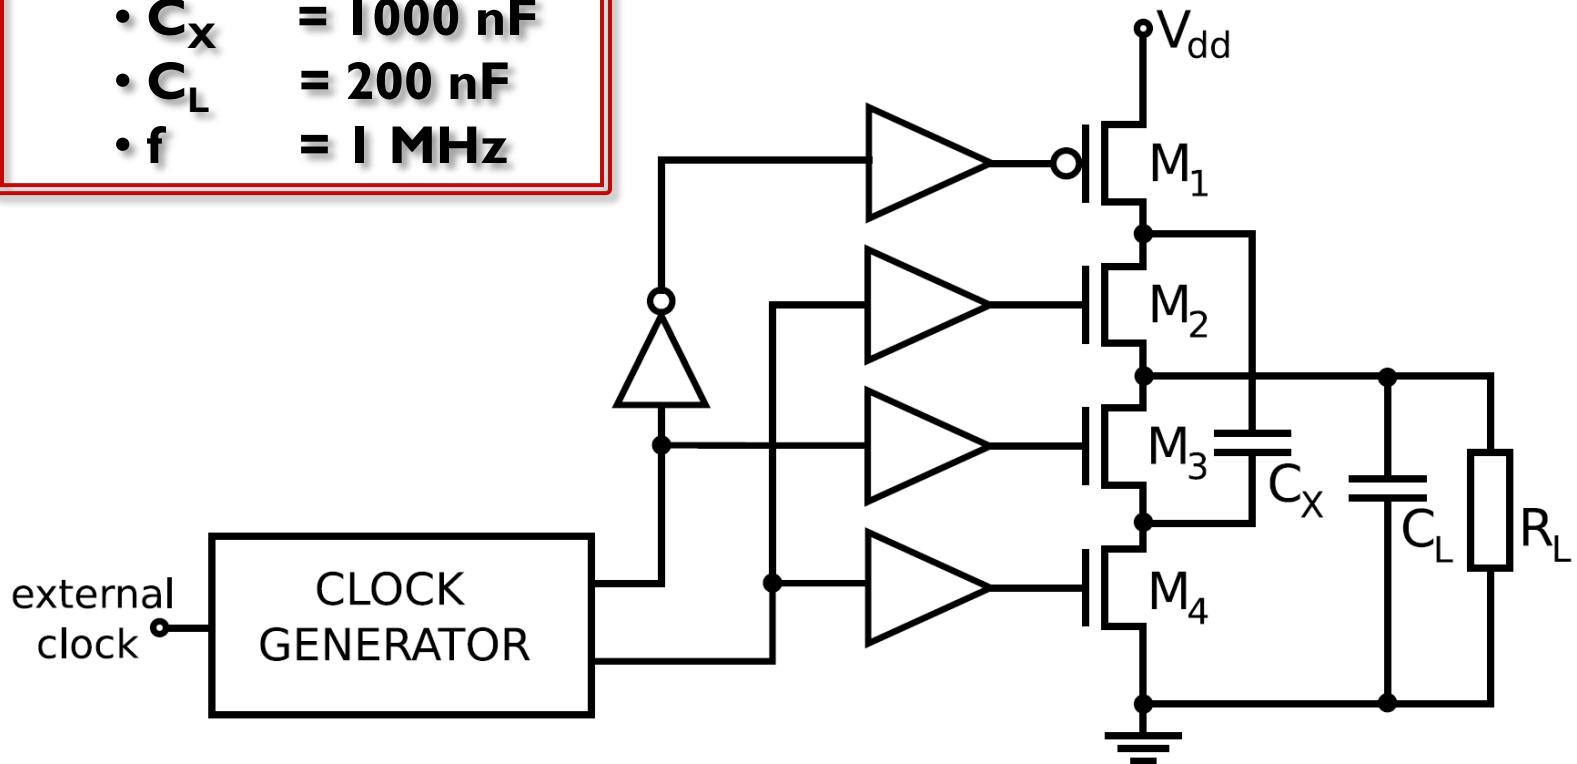 • Cx = 1000 nF
• CL = 200 nF
• f = 1 MHz
Vdd
M1
M2
M3
CX
CL
RL
M4
external
clock
CLOCK
GENERATOR